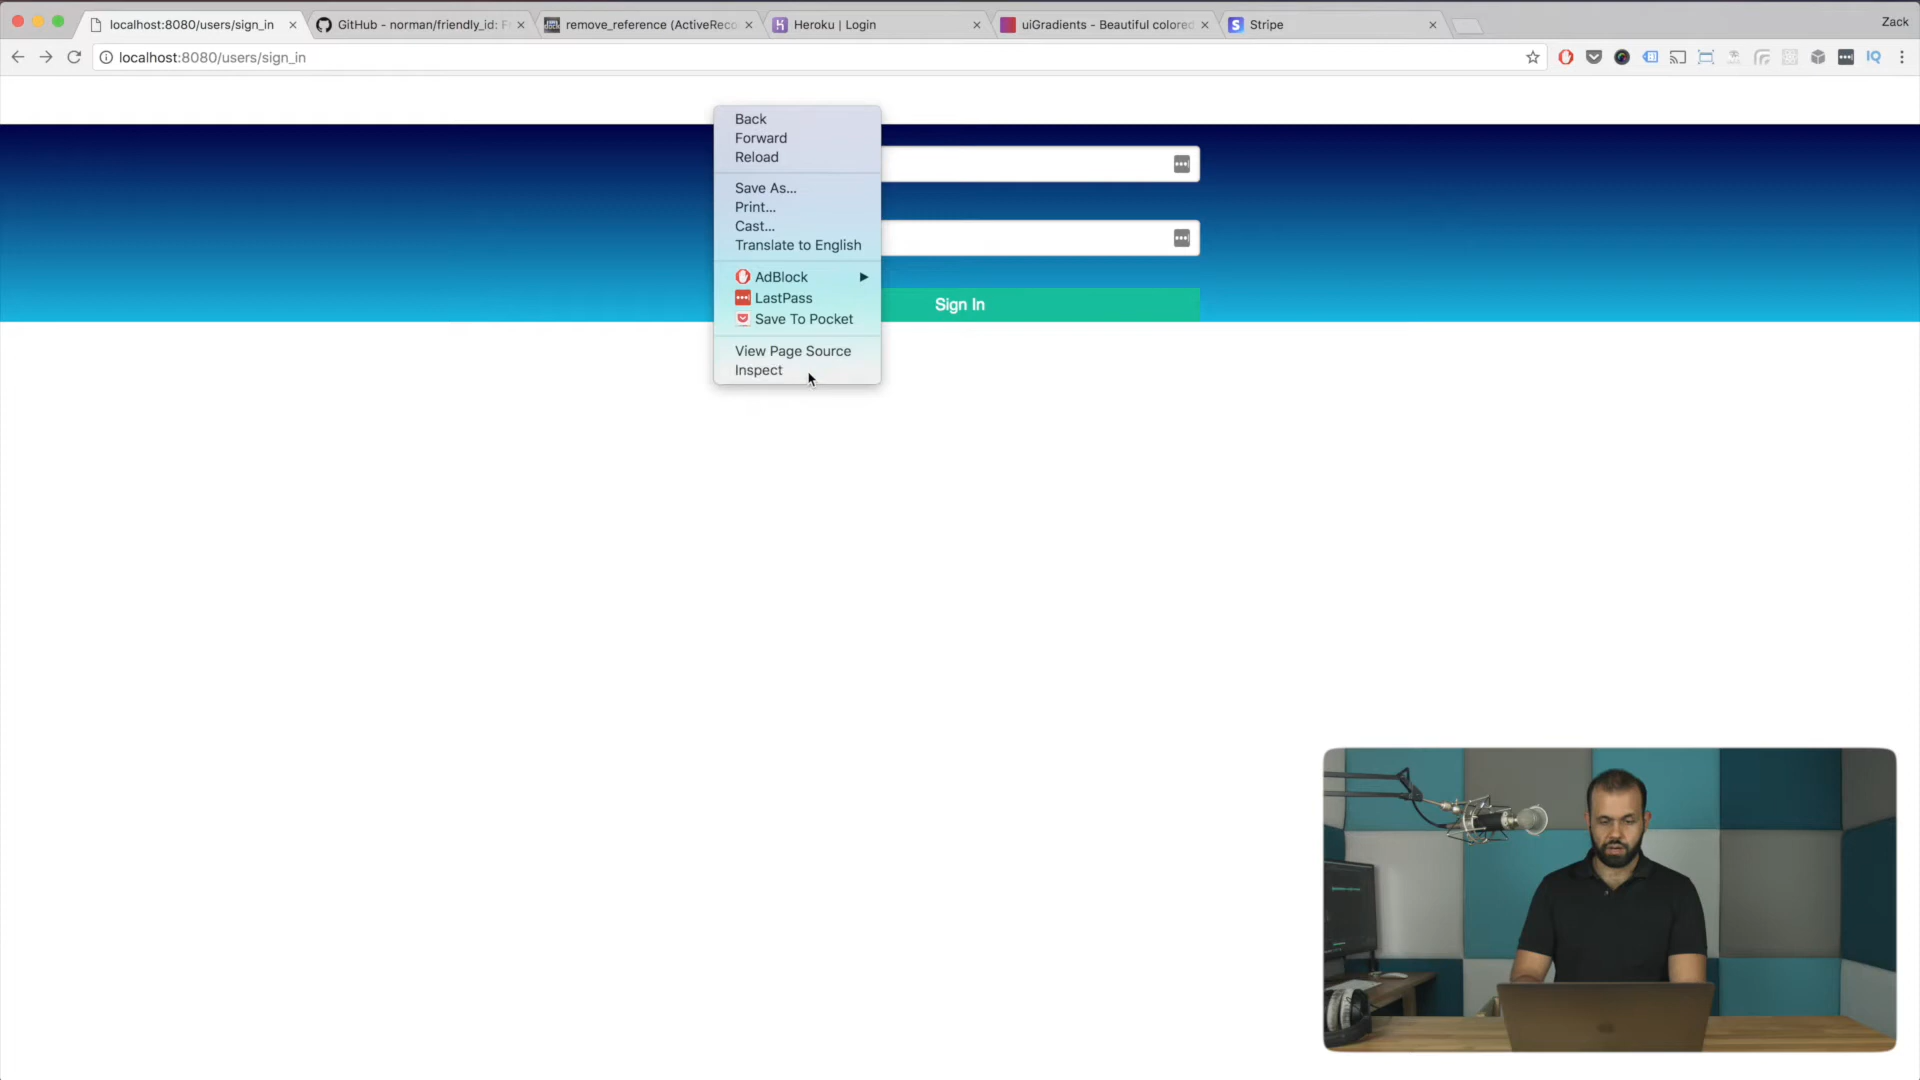 localhost:8080/users/sign_in
GitHub - norman/friendly_id: F
remove_reference (ActiveReco
Heroku | Login
uiGradients - Beautiful colored
Stripe
Zack
localhost:8080/users/sign_in
IQ
Back
Forward
Reload
Save As...
Print...
Cast...
Translate to English
AdBlock
LastPass
Save To Pocket
View Page Source
Inspect
Sign In